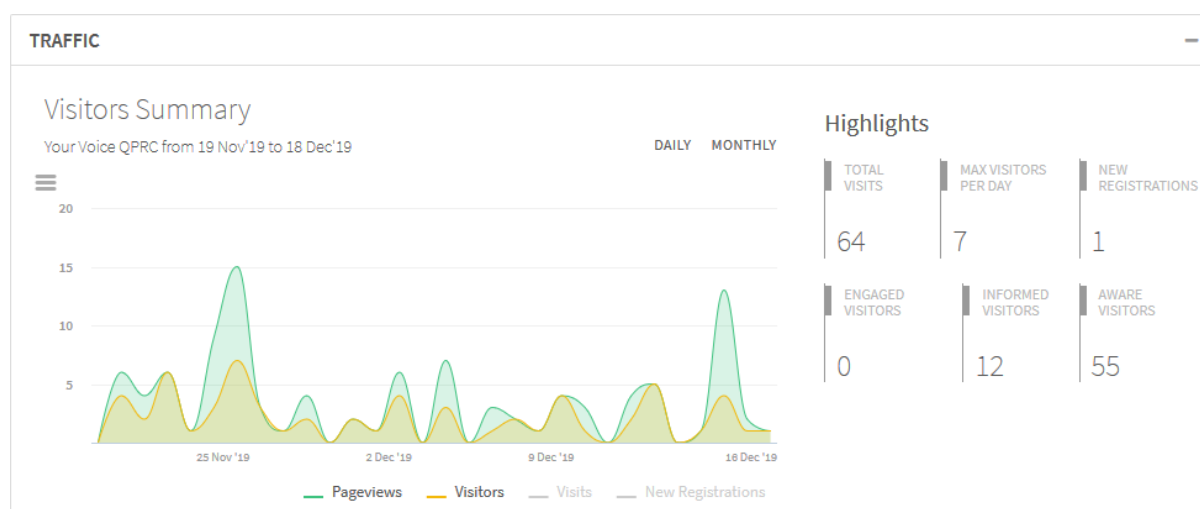 TRAFFIC
Visitors Summary
Your Voice QPRC from 19 Nov'19 to 18 Dec'19
DAILY MONTHLY
20
15
10
5
25 Nov '19 2 Dec '19 9 Dec '19 16 Dec '19
Pageviews Visitors Visits New Registrations
Highlights
TOTAL
VISITS
64
MAX VISITORS
PER DAY
7
NEW
REGISTRATIONS
1
ENGAGED
VISITORS
0
INFORMED
VISITORS
12
AWARE
VISITORS
55